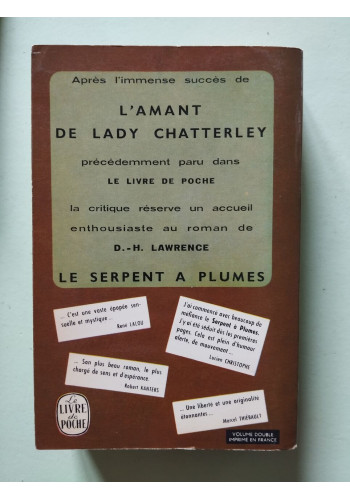 Après l'immense succès de
L'AMANT
DE LADY CHATTERLEY
précédemment paru dans
LE LIVRE DE POCHE
la critique réserve un accueil
enthousiaste au roman de
D.-H. LAWRENCE
LE SERPENT A PLUMES
... C'est une vaste épopée sen-
suelle et mystique...
René LALOU
J'ai commencé avec beaucoup de
méfiance le Serpent à Plumes.
J'y ai été séduit dès les premières
pages. Cela est plein d'humour
alerte, de mouvement...
Lucien CHRISTOPHE
... Son plus beau roman, le plus
chargé de sens et d'espérance.
Robert KANTERS
... Une liberté et une originalité
étonnantes...
Marcel THIÉBAULT
Le
LIVRE
de
POCHE
VOLUME DOUBLE
IMPRIMÉ EN FRANCE